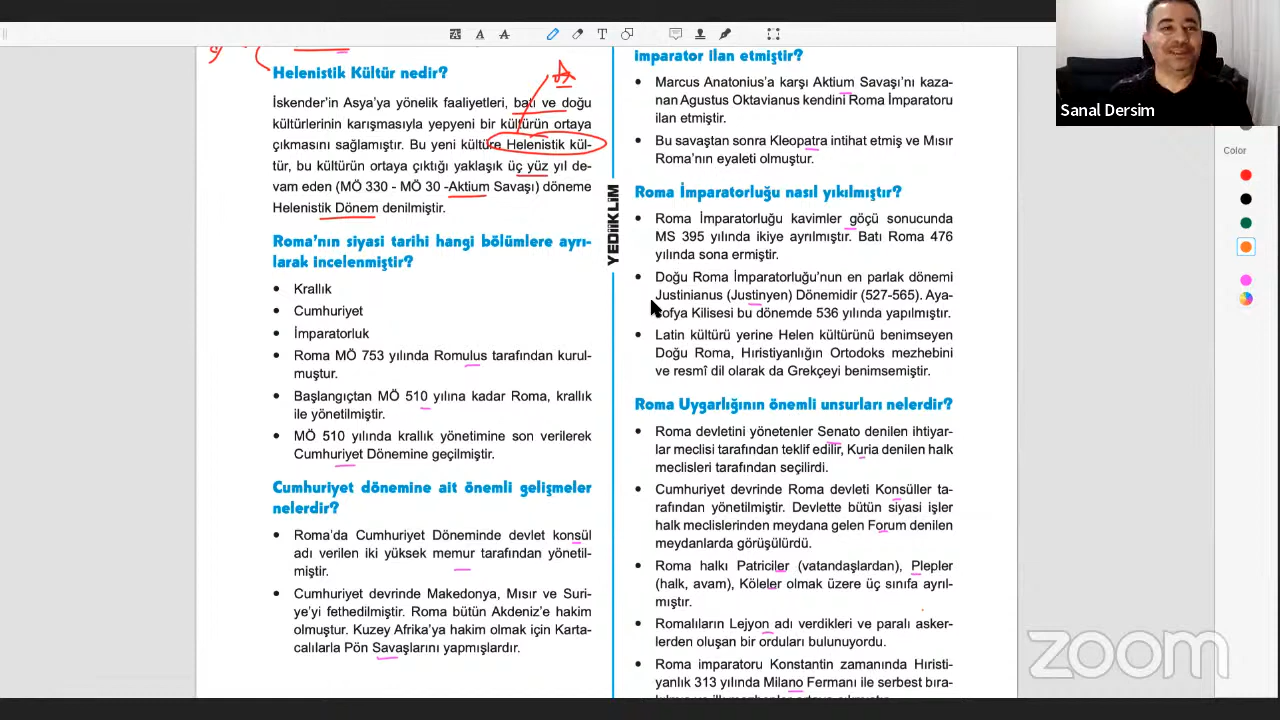 Helenistik Kültür nedir?
İskender'in Asya'ya yönelik faaliyetleri, batı ve doğu
kültürlerinin karışmasıyla yepyeni bir kültürün ortaya
çıkmasını sağlamıştır. Bu yeni kültüre Helenistik kül-
tür, bu kültürün ortaya çıktığı yaklaşık üç yüz yıl de-
vam eden (MÖ 330 - MÖ 30 -Aktium Savaşı) döneme
Helenistik Dönem denilmiştir.
Roma'nın siyasi tarihi hangi bölümlere ayrı-
larak incelenmiştir?
• Krallık
• Cumhuriyet
• İmparatorluk
• Roma MÖ 753 yılında Romulus tarafından kurul-
muştur.
• Başlangıçtan MÖ 510 yılına kadar Roma, krallık
ile yönetilmiştir.
• MÖ 510 yılında krallık yönetimine son verilerek
Cumhuriyet Dönemine geçilmiştir.
Cumhuriyet dönemine ait önemli gelişmeler
nelerdir?
• Roma'da Cumhuriyet Döneminde devlet konsül
adı verilen iki yüksek memur tarafından yönetil-
miştir.
• Cumhuriyet devrinde Makedonya, Mısır ve Suri-
ye'yi fethedilmiştir. Roma bütün Akdeniz'e hakim
olmuştur. Kuzey Afrika'ya hakim olmak için Karta-
calılarla Pön Savaşlarını yapmışlardır.
YEDİİKLİM
imparator ilan etmiştir?
• Marcus Anatonius'a karşı Aktium Savaşı'nı kaza-
nan Agustus Oktavianus kendini Roma İmparatoru
ilan etmiştir.
• Bu savaştan sonra Kleopatra intihat etmiş ve Mısır
Roma'nın eyaleti olmuştur.
Roma İmparatorluğu nasıl yıkılmıştır?
• Roma İmparatorluğu kavimler göçü sonucunda
MS 395 yılında ikiye ayrılmıştır. Batı Roma 476
yılında sona ermiştir.
• Doğu Roma İmparatorluğu'nun en parlak dönemi
Justinianus (Justinyen) Dönemidir (527-565). Aya-
sofya Kilisesi bu dönemde 536 yılında yapılmıştır.
• Latin kültürü yerine Helen kültürünü benimseyen
Doğu Roma, Hıristiyanlığın Ortodoks mezhebini
ve resmî dil olarak da Grekçeyi benimsemiştir.
Roma Uygarlığının önemli unsurları nelerdir?
• Roma devletini yönetenler Senato denilen ihtiyar-
lar meclisi tarafından teklif edilir, Kuria denilen halk
meclisleri tarafından seçilirdi.
• Cumhuriyet devrinde Roma devleti Konsüller ta-
rafından yönetilmiştir. Devlette bütün siyasi işler
halk meclislerinden meydana gelen Forum denilen
meydanlarda görüşülürdü.
• Roma halkı Patriciler (vatandaşlardan), Plepler
(halk, avam), Köleler olmak üzere üç sınıfa ayrıl-
mıştır.
• Romalıların Lejyon adı verdikleri ve paralı asker-
lerden oluşan bir orduları bulunuyordu.
• Roma imparatoru Konstantin zamanında Hıristi-
yanlık 313 yılında Milano Fermanı ile serbest bıra-
Sanal Dersim
Color
zoom